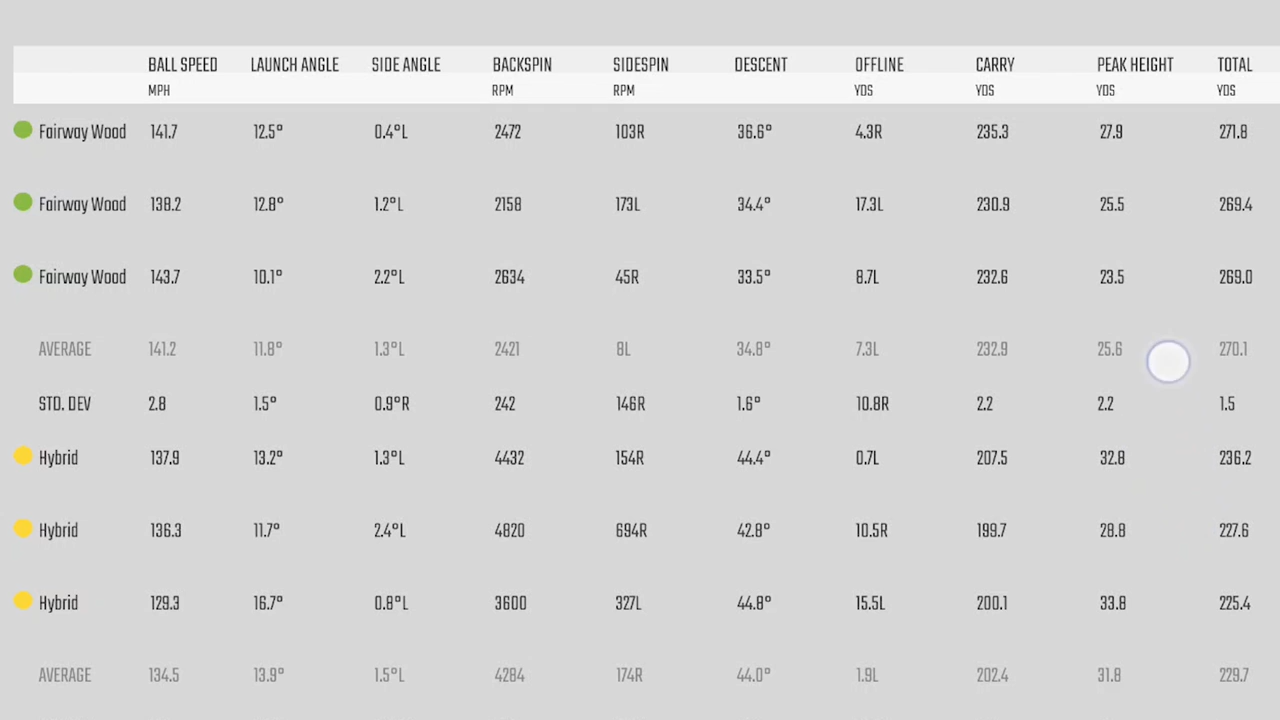 BALL SPEED LAUNCH ANGLE SIDE ANGLE BACKSPIN SIDESPIN DESCENT OFFLINE CARRY PEAK HEIGHT TOTAL
MPH RPM RPM YDS YDS YDS YDS
Fairway Wood 141.7 12.5° 0.4°L 2472 103R 36.6° 4.3R 235.3 27.9 271.8
Fairway Wood 138.2 12.8° 1.2°L 2158 173L 34.4° 17.3L 230.9 25.5 269.4
Fairway Wood 143.7 10.1° 2.2°L 2634 45R 33.5° 8.7L 232.6 23.5 269.0
AVERAGE 141.2 11.8° 1.3°L 2421 8L 34.8° 7.3L 232.9 25.6 270.1
STD. DEV 2.8 1.5° 0.9°R 242 146R 1.6° 10.8R 2.2 2.2 1.5
Hybrid 137.9 13.2° 1.3°L 4432 154R 44.4° 0.7L 207.5 32.8 236.2
Hybrid 136.3 11.7° 2.4°L 4820 694R 42.8° 10.5R 199.7 28.8 227.6
Hybrid 129.3 16.7° 0.8°L 3600 327L 44.8° 15.5L 200.1 33.8 225.4
AVERAGE 134.5 13.9° 1.5°L 4284 174R 44.0° 1.9L 202.4 31.8 229.7